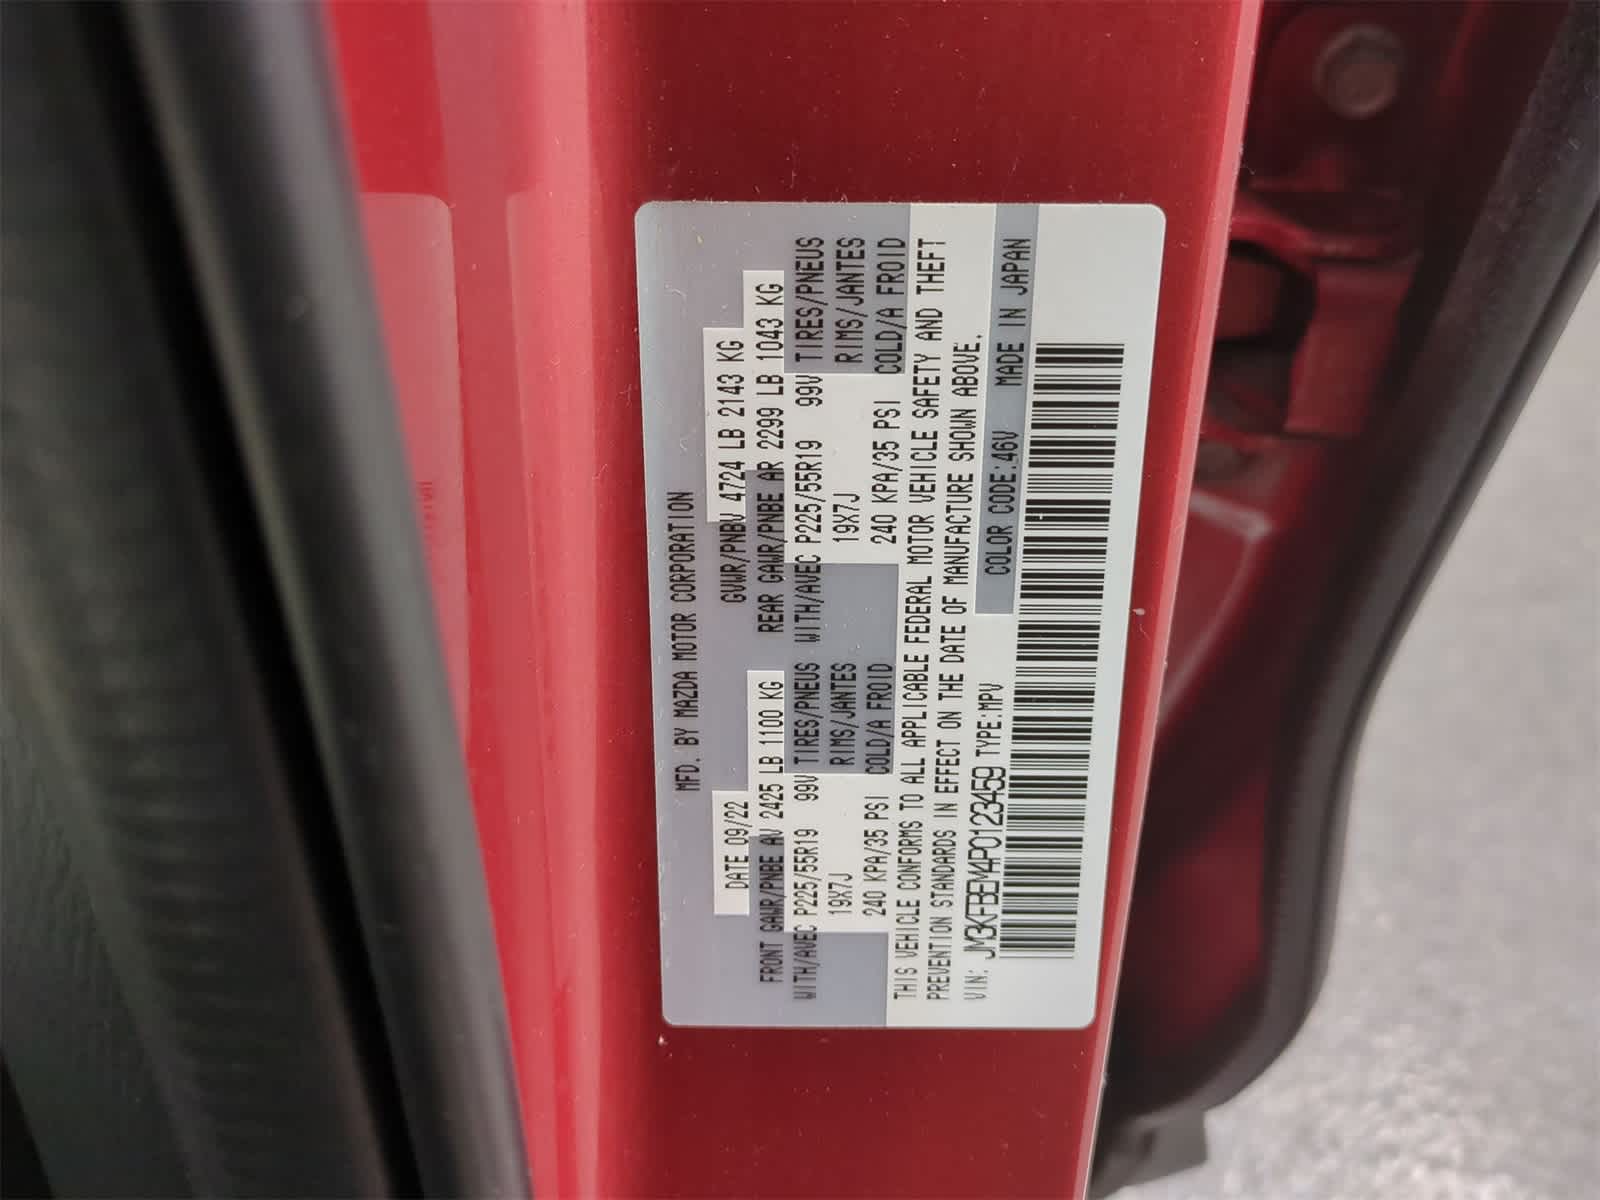 MFD. BY MAZDA MOTOR CORPORATION
DATE 09/22 GVWR/PNBV 4724 LB 2143 KG
FRONT GAWR/PNBE AV 2425 LB 1100 KG REAR GAWR/PNBE AR 2299 LB 1043 KG
WITH/AVEC P225/55R19 99V TIRES/PNEUS WITH/AVEC P225/55R19 99V TIRES/PNEUS
19X7J RIMS/JANTES 19X7J RIMS/JANTES
240 KPA/35 PSI COLD/A FROID 240 KPA/35 PSI COLD/A FROID
THIS VEHICLE CONFORMS TO ALL APPLICABLE FEDERAL MOTOR VEHICLE SAFETY AND THEFT
PREVENTION STANDARDS IN EFFECT ON THE DATE OF MANUFACTURE SHOWN ABOVE.
VIN: JM3KFBEM4P0123459 TYPE:MPV COLOR CODE:46V MADE IN JAPAN